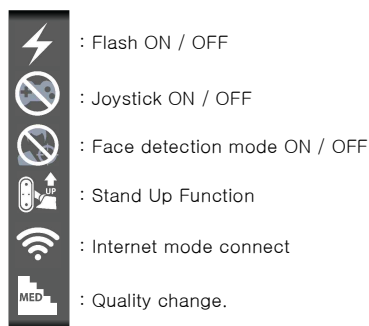 : Flash ON / OFF
: Joystick ON / OFF
: Face detection mode ON / OFF
UP
: Stand Up Function
: Internet mode connect
MED
: Quality change.